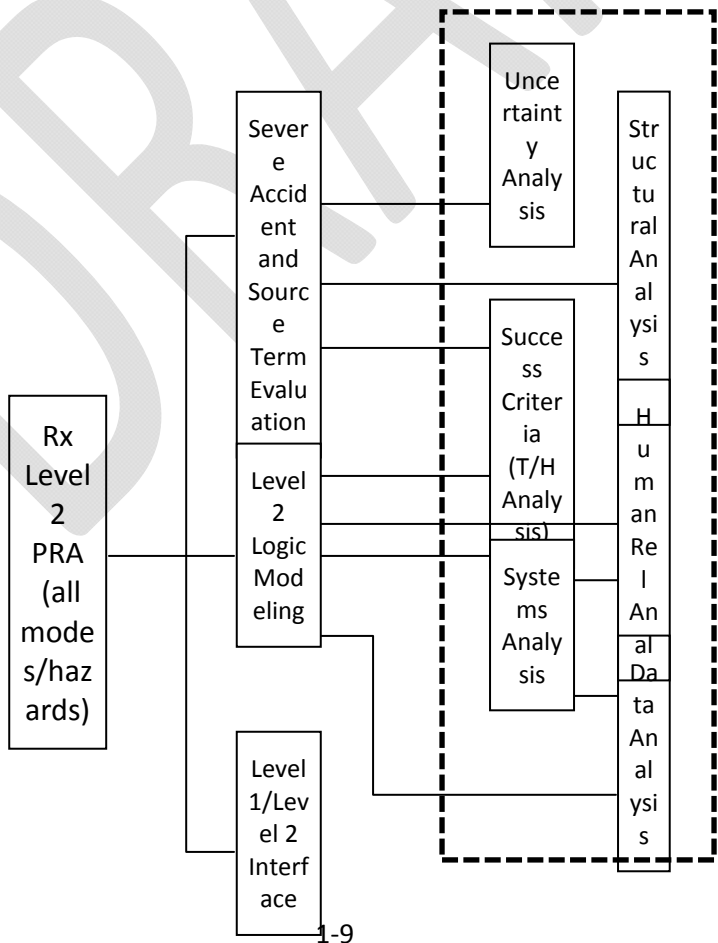 DRAFT
Unce
rtaint
y
Analy
sis
Sever
e
Accid
ent
and
Sourc
e
Term
Evalu
ation
Str
uc
tu
ral
An
al
ysi
s
Succe
ss
Criter
ia
(T/H
Analy
sis)
Rx
Level
2
PRA
(all
mode
s/haz
ards)
Level
2
Logic
Mod
eling
H
u
m
an
Re
l
An
al
Syste
ms
Analy
sis
Da
ta
An
al
ysi
s
Level
1/Lev
el 2
Interf
ace
1-9